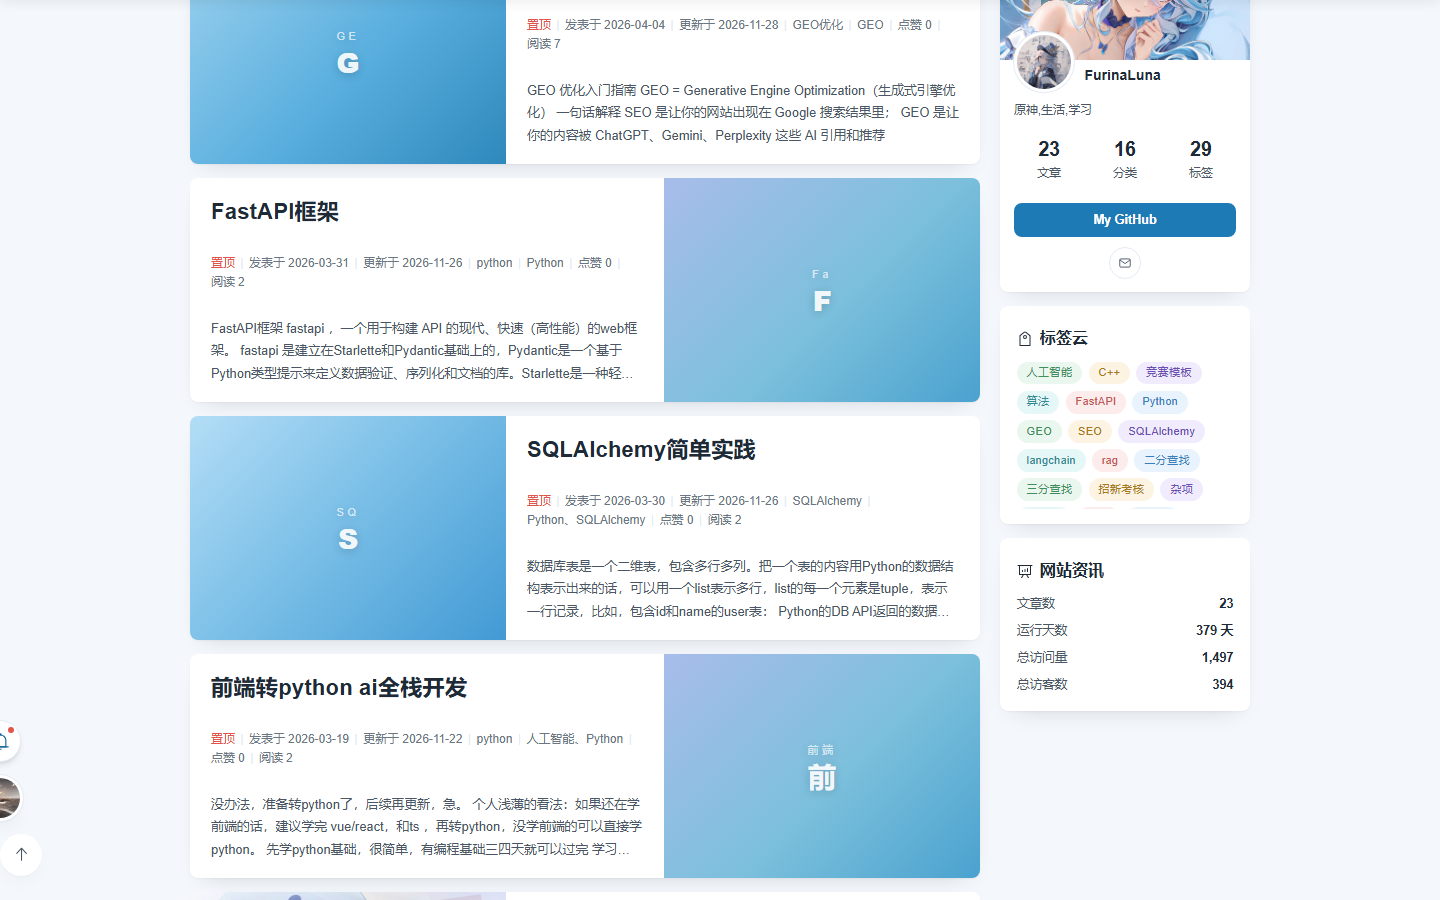 GE
G
置顶 | 发表于 2026-04-04 | 更新于 2026-11-28 | GEO优化 | GEO | 点赞 0 |
阅读 7
GEO 优化入门指南 GEO = Generative Engine Optimization（生成式引擎优
化） 一句话解释 SEO 是让你的网站出现在 Google 搜索结果里； GEO 是让
你的内容被 ChatGPT、Gemini、Perplexity 这些 AI 引用和推荐
FastAPI框架
置顶 | 发表于 2026-03-31 | 更新于 2026-11-26 | python | Python | 点赞 0 |
阅读 2
FastAPI框架 fastapi ，一个用于构建 API 的现代、快速（高性能）的web框
架。 fastapi 是建立在Starlette和Pydantic基础上的，Pydantic是一个基于
Python类型提示来定义数据验证、序列化和文档的库。Starlette是一种轻…
Fa
F
SQ
S
SQLAlchemy简单实践
置顶 | 发表于 2026-03-30 | 更新于 2026-11-26 | SQLAlchemy |
Python、SQLAlchemy | 点赞 0 | 阅读 2
数据库表是一个二维表，包含多行多列。把一个表的内容用Python的数据结
构表示出来的话，可以用一个list表示多行，list的每一个元素是tuple，表示
一行记录，比如，包含id和name的user表： Python的DB API返回的数据…
前端转python ai全栈开发
置顶 | 发表于 2026-03-19 | 更新于 2026-11-22 | python | 人工智能、Python |
点赞 0 | 阅读 2
没办法，准备转python了，后续再更新，急。 个人浅薄的看法：如果还在学
前端的话，建议学完 vue/react，和ts ，再转python，没学前端的可以直接学
python。 先学python基础，很简单，有编程基础三四天就可以过完 学习…
前端
前
FurinaLuna
原神,生活,学习
23 16 29
文章 分类 标签
My GitHub
标签云
人工智能 C++ 竞赛模板
算法 FastAPI Python
GEO SEO SQLAlchemy
langchain rag 二分查找
三分查找 招新考核 杂项
网站资讯
文章数 23
运行天数 379 天
总访问量 1,497
总访客数 394